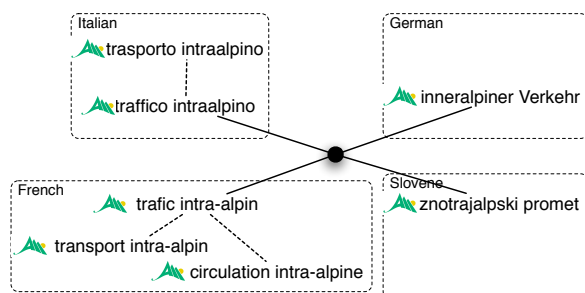 Italian
trasporto intraalpino
traffico intraalpino
German
inneralpiner Verkehr
French
trafic intra-alpin
transport intra-alpin
circulation intra-alpine
Slovene
znotrajalpski promet